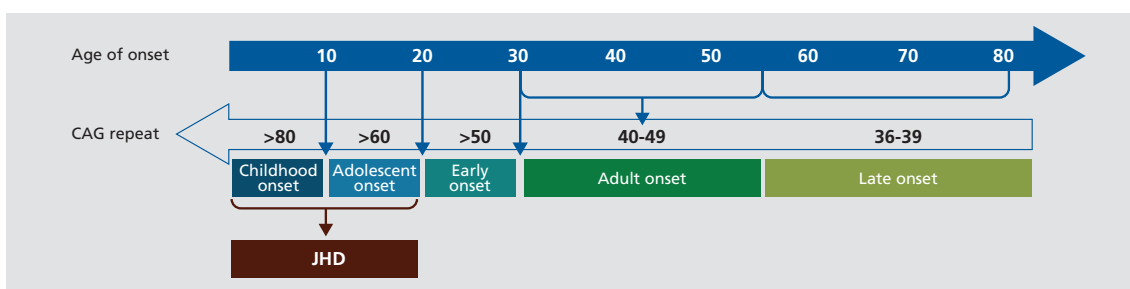 Age of onset 10 20 30 40 50 60 70 80
CAG repeat >80 >60 >50 40-49 36-39
Childhood onset
Adolescent onset
Early onset
Adult onset
Late onset
JHD